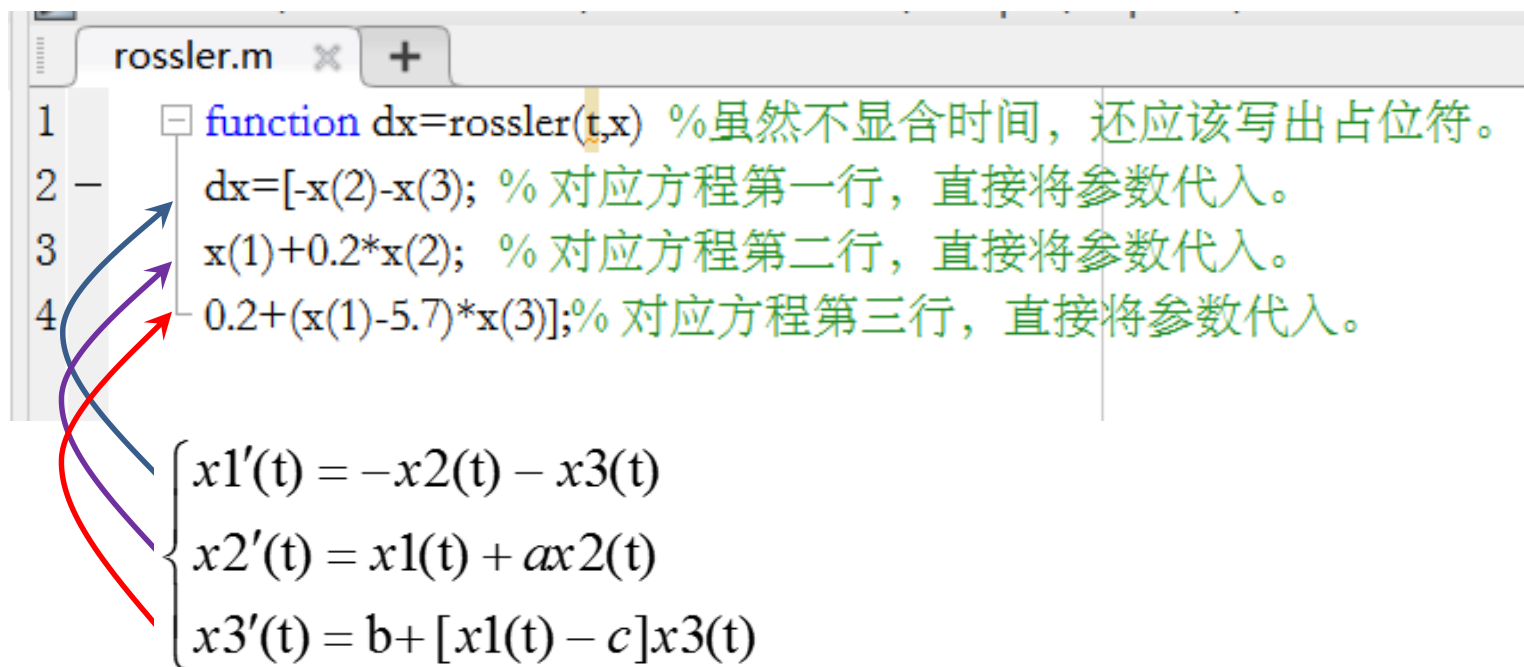 rossler.m
1 function dx=rossler(t,x) %虽然不显含时间，还应该写出占位符。
2 dx=[-x(2)-x(3); % 对应方程第一行，直接将参数代入。
3 x(1)+0.2*x(2); % 对应方程第二行，直接将参数代入。
4 0.2+(x(1)-5.7)*x(3)];% 对应方程第三行，直接将参数代入。
x1′(t) = −x2(t) − x3(t)
x2′(t) = x1(t) + ax2(t)
x3′(t) = b+[x1(t) − c]x3(t)